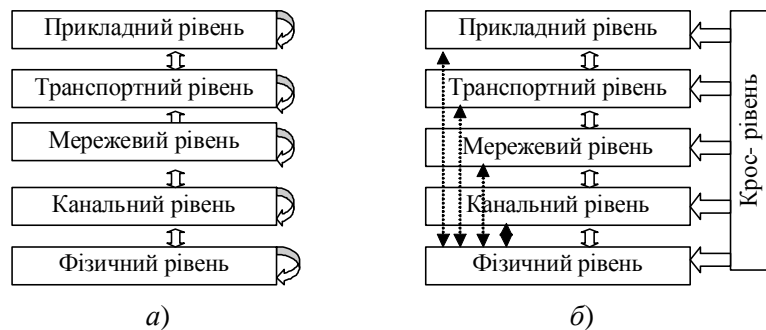 Прикладний рівень
Транспортний рівень
Мережевий рівень
Канальний рівень
Фізичний рівень
а)
Прикладний рівень
Транспортний рівень
Мережевий рівень
Канальний рівень
Фізичний рівень
Крос- рівень
б)